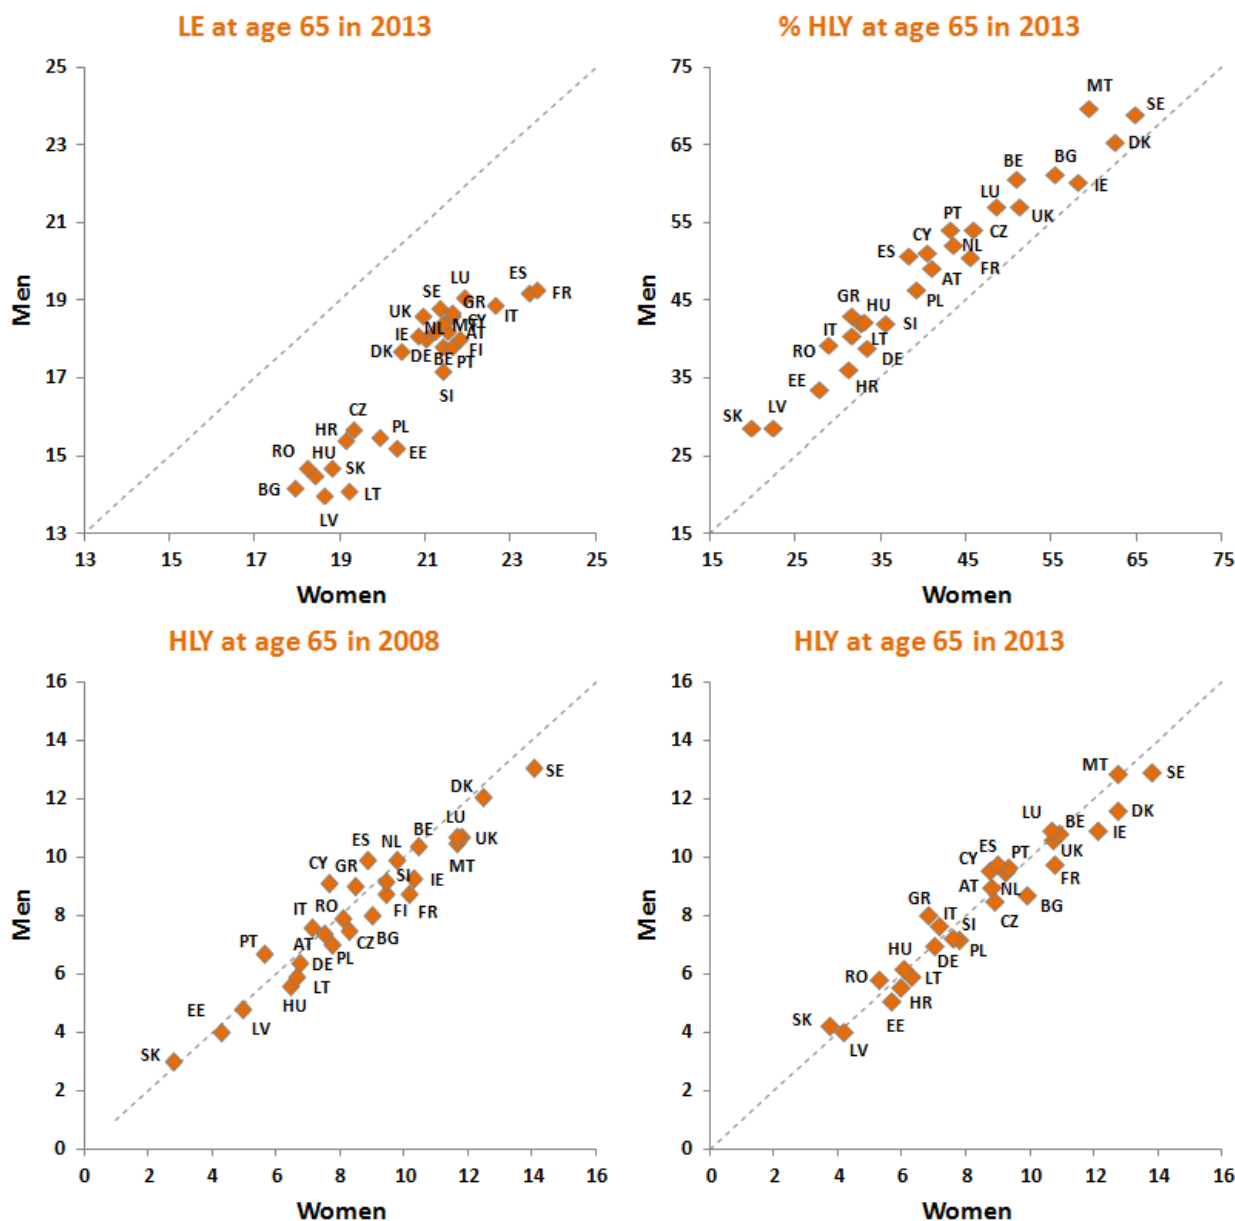 LE at age 65 in 2013
25
23
21
19
17
15
13
Men
LU
ES
FR
SE
GR
IT
UK
CY
NL
MT
AT
IE
DK
DE
BE
FI
PT
SI
CZ
HR
PL
EE
RO
HU
SK
BG
LT
LV
13 15 17 19 21 23 25
Women
% HLY at age 65 in 2013
75
65
55
45
35
25
15
Men
MT
SE
DK
BE
BG
IE
LU
UK
PT
CZ
CY
NL
ES
FR
AT
PL
GR
HU
SI
IT
LT
RO
DE
EE
HR
SK
LV
15 25 35 45 55 65 75
Women
HLY at age 65 in 2008
16
14
12
10
8
6
4
2
0
Men
SE
DK
LU
UK
BE
MT
ES
NL
CY
GR
SI
IE
RO
FI
FR
IT
BG
PT
AT
CZ
PL
DE
LT
HU
EE
LV
SK
0 2 4 6 8 10 12 14 16
Women
HLY at age 65 in 2013
16
14
12
10
8
6
4
2
0
Men
MT
SE
DK
LU
BE
IE
UK
ES
PT
CY
FR
AT
NL
BG
GR
IT
CZ
SI
PL
DE
HU
RO
LT
HR
EE
SK
LV
0 2 4 6 8 10 12 14 16
Women